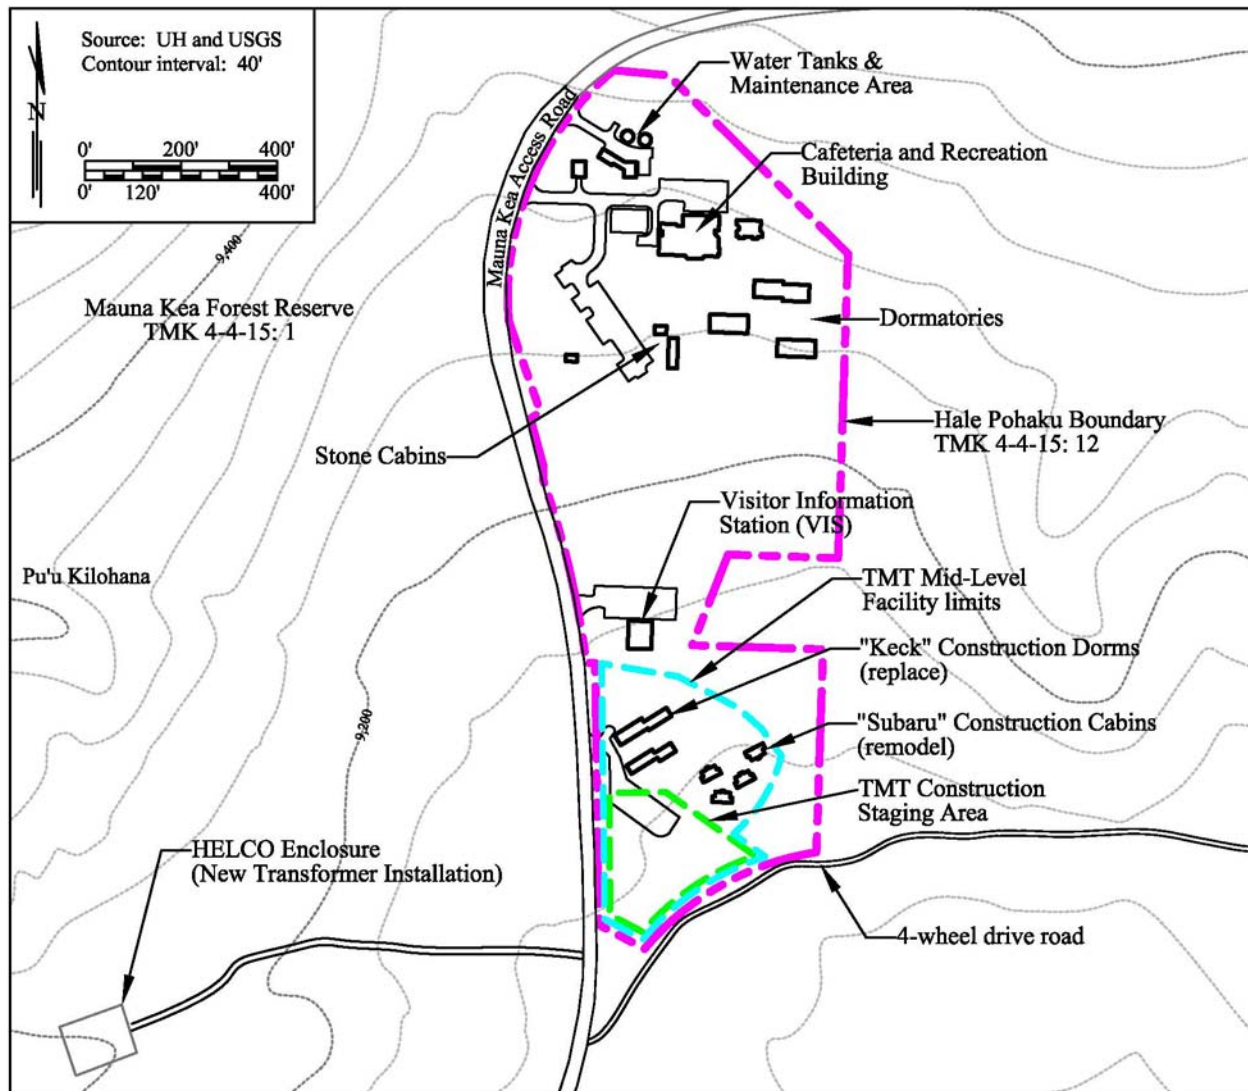 Source: UH and USGS
Contour interval: 40'
N
0' 200' 400'
0' 120' 400'
Mauna Kea Access Road
Water Tanks &
Maintenance Area
Cafeteria and Recreation
Building
9,400
Mauna Kea Forest Reserve
TMK 4-4-15: 1
Dormatories
Hale Pohaku Boundary
TMK 4-4-15: 12
Stone Cabins
Visitor Information
Station (VIS)
Pu'u Kilohana
TMT Mid-Level
Facility limits
"Keck" Construction Dorms
(replace)
9,200
"Subaru" Construction Cabins
(remodel)
TMT Construction
Staging Area
HELCO Enclosure
(New Transformer Installation)
4-wheel drive road